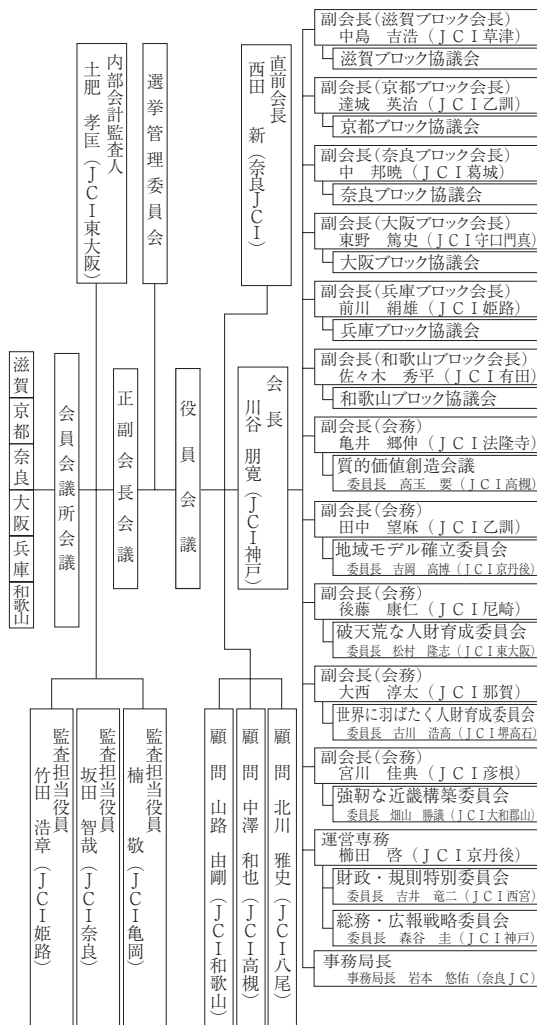 副会長(滋賀ブロック会長)
中島 吉浩(JCI草津)
滋賀ブロック協議会
副会長(京都ブロック会長)
達城 英治(JCI乙訓)
京都ブロック協議会
副会長(奈良ブロック会長)
中 邦暁(JCI葛城)
奈良ブロック協議会
副会長(大阪ブロック会長)
東野 篤史(JCI守口門真)
大阪ブロック協議会
副会長(兵庫ブロック会長)
前川 絹雄(JCI姫路)
兵庫ブロック協議会
副会長(和歌山ブロック会長)
佐々木 秀平(JCI有田)
和歌山ブロック協議会
副会長(会務)
亀井 郷伸(JCI法隆寺)
質的価値創造会議
委員長 高玉 要(JCI高槻)
副会長(会務)
田中 望麻(JCI乙訓)
地域モデル確立委員会
委員長 吉岡 高博(JCI京丹後)
副会長(会務)
後藤 康仁(JCI尼崎)
破天荒な人財育成委員会
委員長 松村 隆志(JCI東大阪)
副会長(会務)
大西 淳太(JCI那賀)
世界に羽ばたく人財育成委員会
委員長 古川 浩高(JCI堺高石)
副会長(会務)
宮川 佳典(JCI彦根)
強靭な近畿構築委員会
委員長 畑山 勝議(JCI大和郡山)
運営専務
櫛田 啓(JCI京丹後)
財政・規則特別委員会
委員長 吉井 竜二(JCI西宮)
総務・広報戦略委員会
委員長 森谷 圭(JCI神戸)
事務局長
事務局長 岩本 悠佑(奈良JC)
直前会長
西田 新(奈良JCI)
選挙管理委員会
内部会計監査人
土肥 孝匡(JCI東大阪)
会長
川谷 朋寛(JCI神戸)
役員会議
正副会長会議
会員会議所会議
滋賀
京都
奈良
大阪
兵庫
和歌山
顧問 北川 雅史(JCI八尾)
顧問 中澤 和也(JCI高槻)
顧問 山路 由剛(JCI和歌山)
監査担当役員
楠 敬(JCI亀岡)
監査担当役員
坂田 智哉(JCI奈良)
監査担当役員
竹田 浩章(JCI姫路)